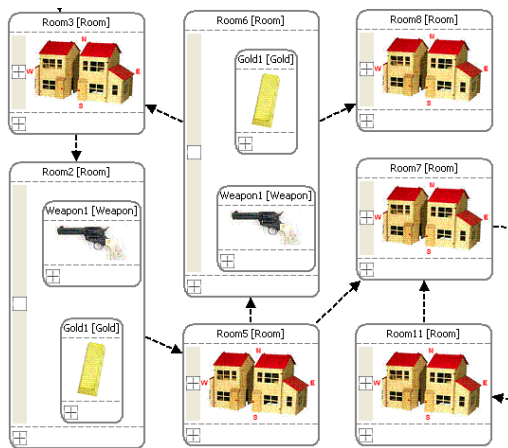 Room3 [Room]
N
W
E
S
Room6 [Room]
Gold1 [Gold]
Weapon1 [Weapon]
Room8 [Room]
N
W
E
S
Room2 [Room]
Weapon1 [Weapon]
Gold1 [Gold]
Room7 [Room]
N
W
E
S
Room5 [Room]
N
W
E
S
Room11 [Room]
N
W
E
S